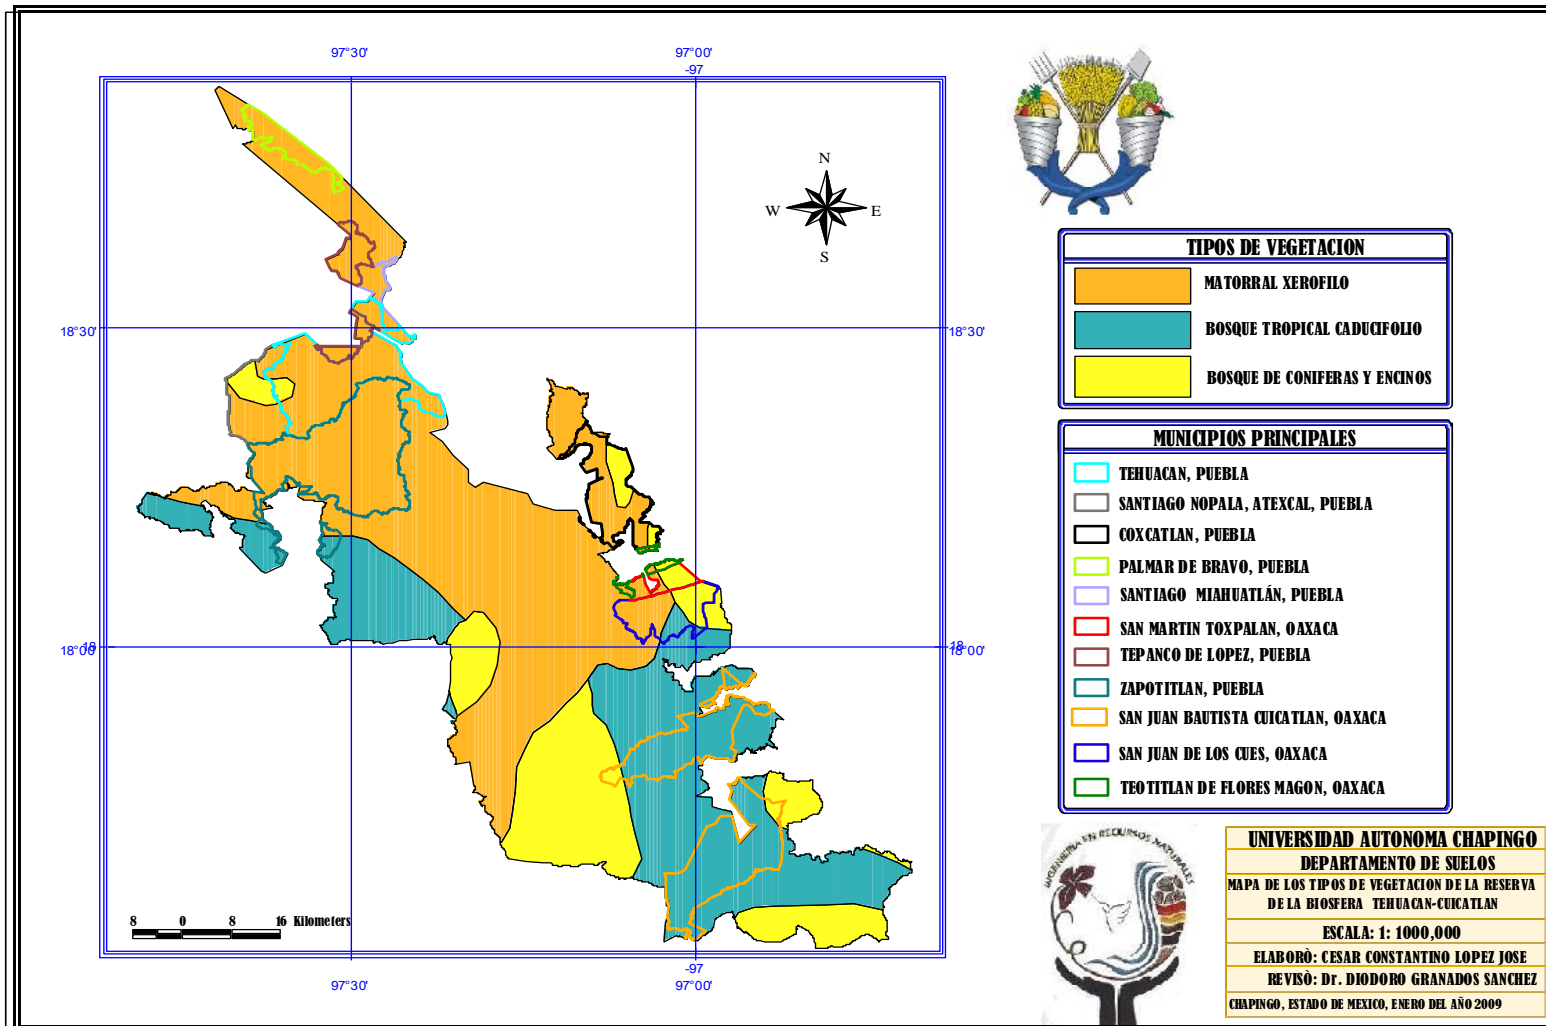 97°30'
97°00'
-97
N
W
E
S
18°30'
18°30'
18
18°00'
18
18°00'
8 0 8 16 Kilometers
-97
97°30'
97°00'
TIPOS DE VEGETACION
MATORRAL XEROFILO
BOSQUE TROPICAL CADUCIFOLIO
BOSQUE DE CONIFERAS Y ENCINOS
MUNICIPIOS PRINCIPALES
TEHUACAN, PUEBLA
SANTIAGO NOPALA, ATEXCAL, PUEBLA
COXCATLAN, PUEBLA
PALMAR DE BRAVO, PUEBLA
SANTIAGO MIAHUATLÁN, PUEBLA
SAN MARTIN TOXPALAN, OAXACA
TEPANCO DE LOPEZ, PUEBLA
ZAPOTITLAN, PUEBLA
SAN JUAN BAUTISTA CUICATLAN, OAXACA
SAN JUAN DE LOS CUES, OAXACA
TEOTITLAN DE FLORES MAGON, OAXACA
INGENIERIA EN RECURSOS NATURALES
UNIVERSIDAD AUTONOMA CHAPINGO
DEPARTAMENTO DE SUELOS
MAPA DE LOS TIPOS DE VEGETACION DE LA RESERVA
DE LA BIOSFERA TEHUACAN-CUICATLAN
ESCALA: 1: 1000,000
ELABORÒ: CESAR CONSTANTINO LOPEZ JOSE
REVISÒ: Dr. DIODORO GRANADOS SANCHEZ
CHAPINGO, ESTADO DE MEXICO, ENERO DEL AÑO 2009